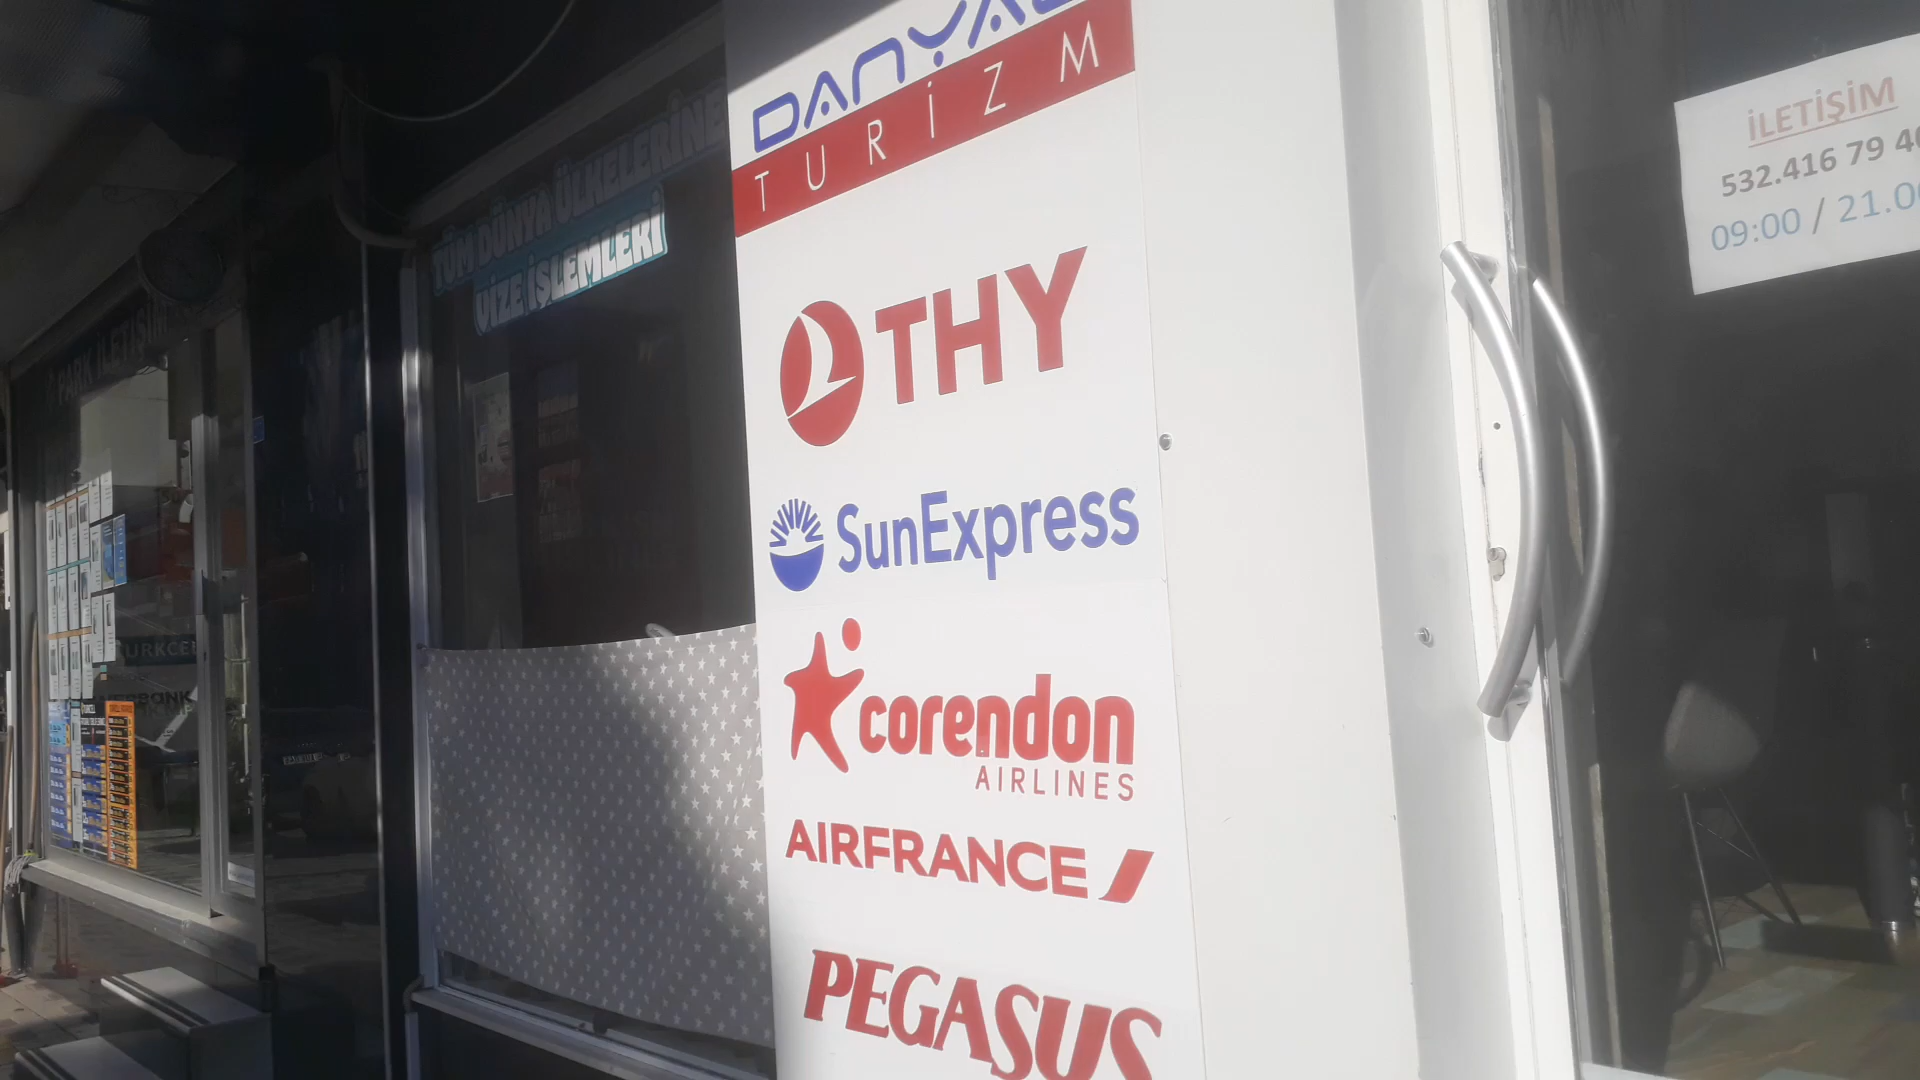 DANYAL
TURİZM
THY
SunExpress
corendon
AIRLINES
AIRFRANCE
PEGASUS
TÜM DÜNYA ÜLKELERİNE
VİZE İŞLEMLERİ
İLETİŞİM
532.416 79 4
09:00 / 21.0
PARK İLETİŞİM